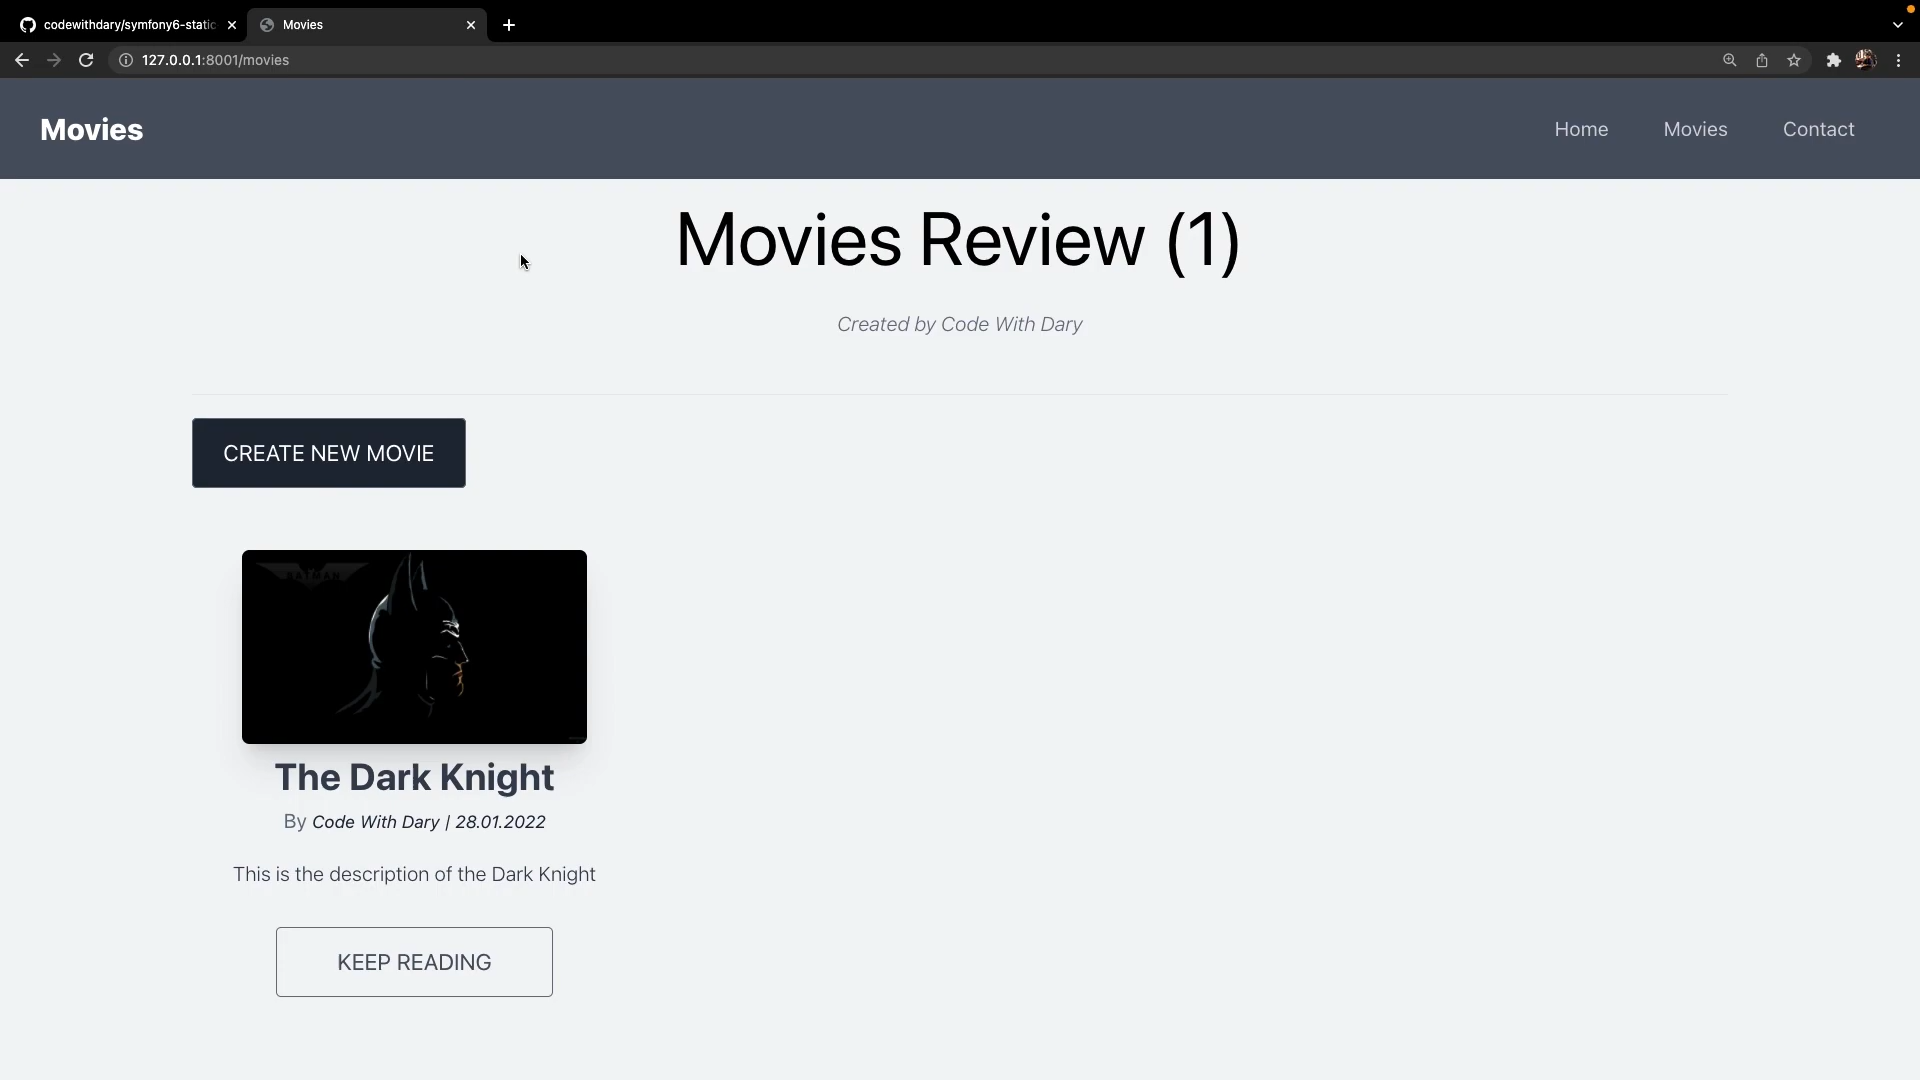 codewithdary/symfony6-static
Movies
127.0.0.1:8001/movies
Movies
Home
Movies
Contact
Movies Review (1)
Created by Code With Dary
CREATE NEW MOVIE
BATMAN
The Dark Knight
By Code With Dary | 28.01.2022
This is the description of the Dark Knight
KEEP READING